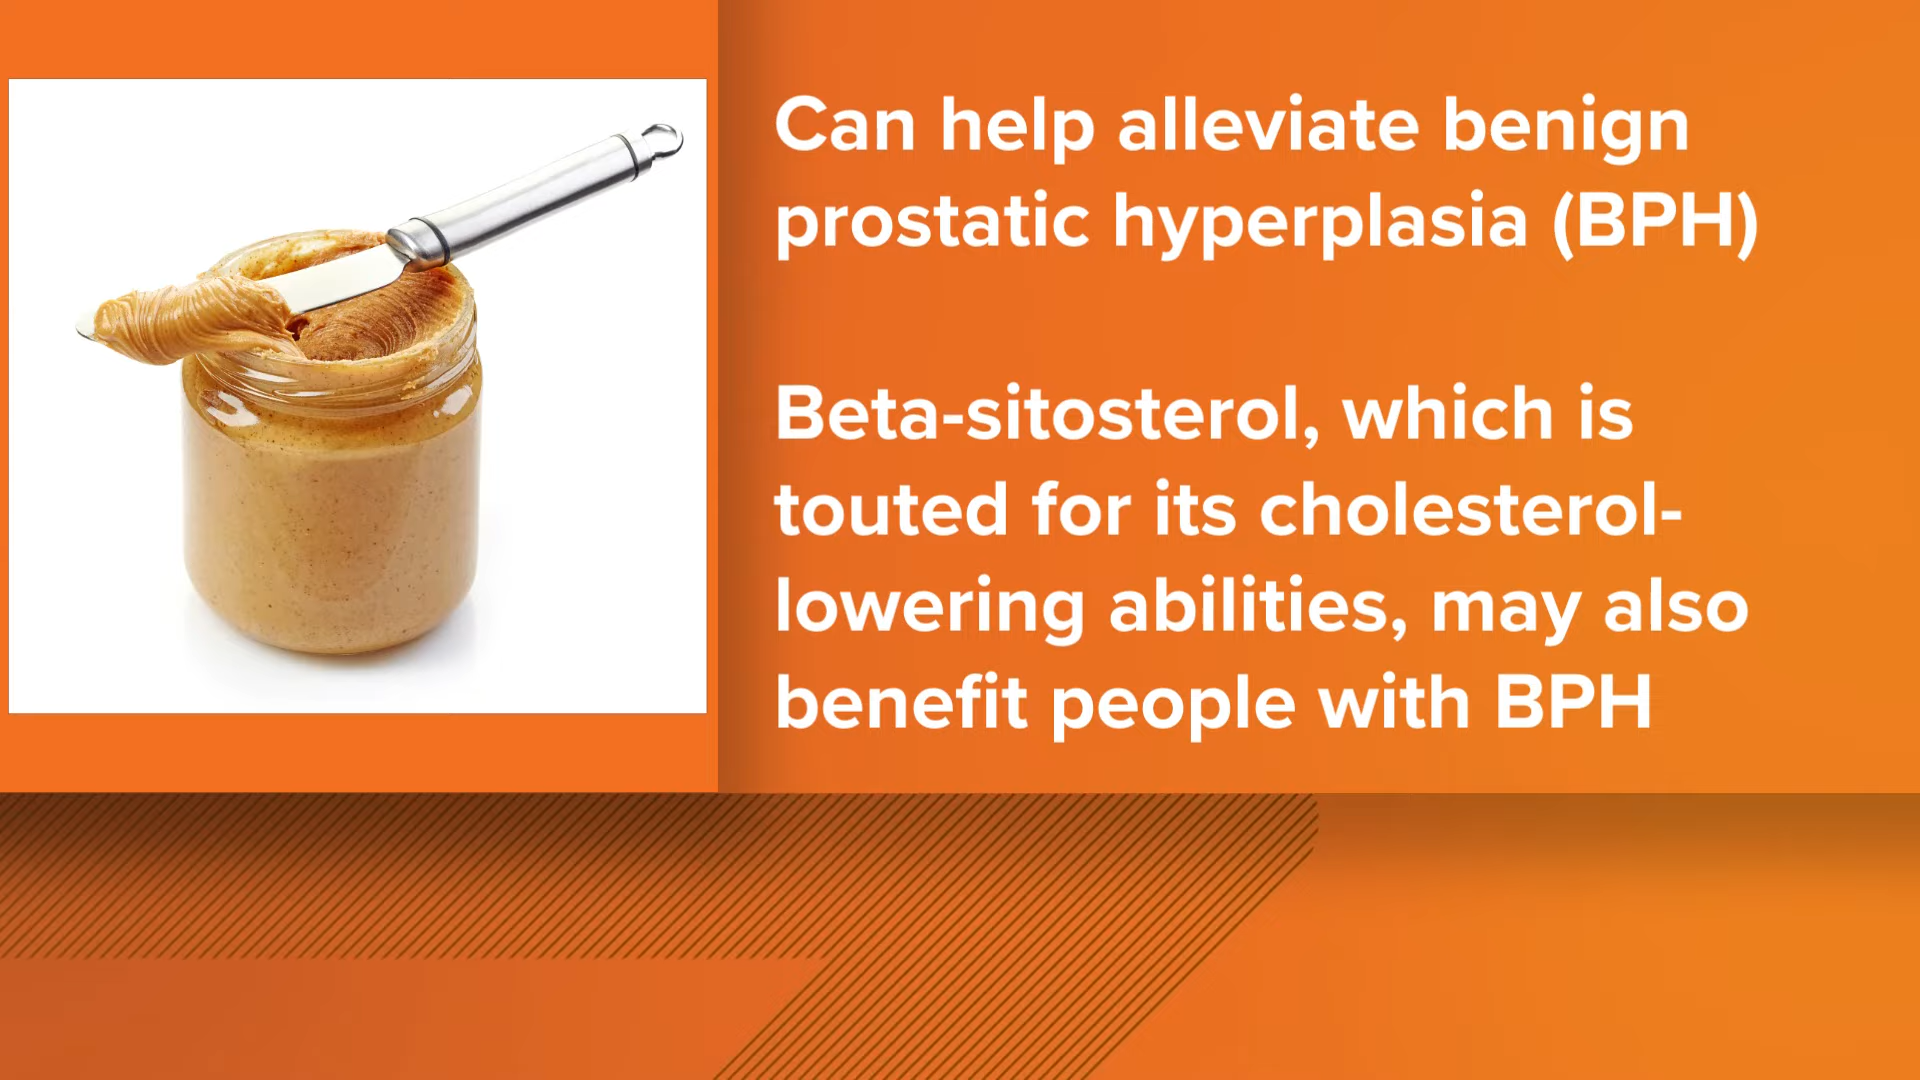 Can help alleviate benign
prostatic hyperplasia (BPH)
Beta-sitosterol, which is
touted for its cholesterol-
lowering abilities, may also
benefit people with BPH